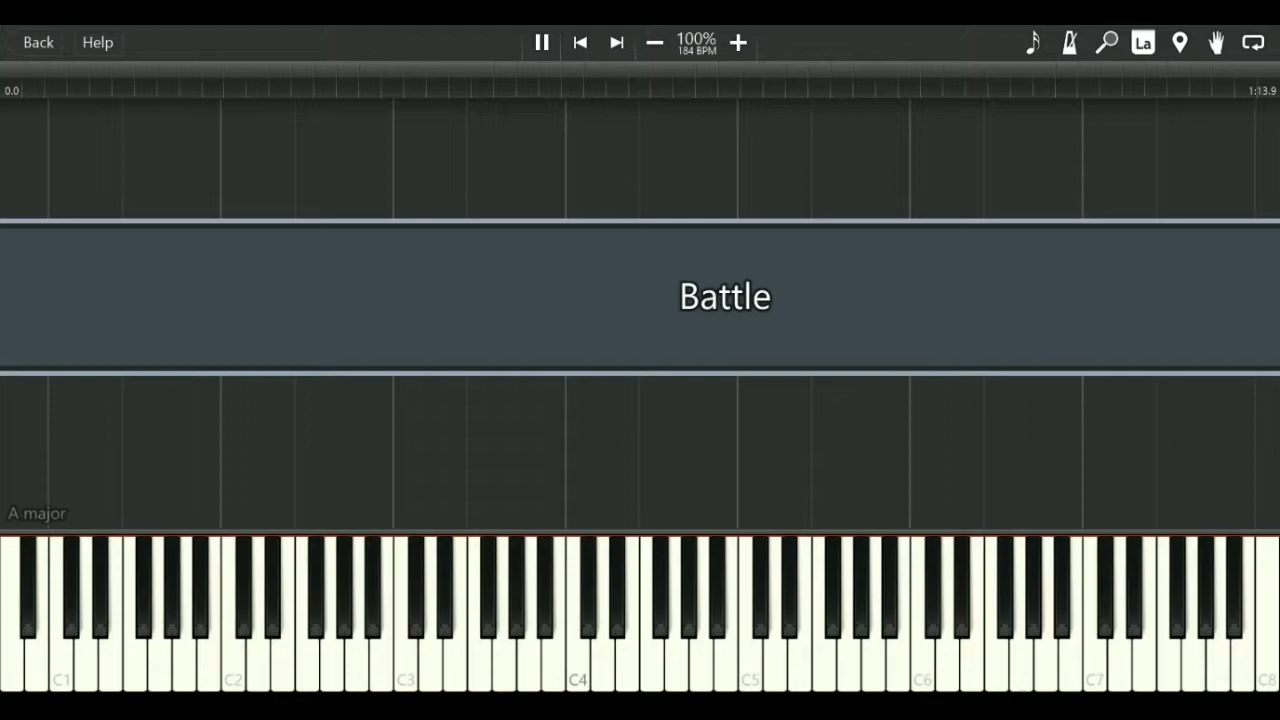 Back Help 100% La
184 BPM
0.0 1:13.9
Battle
A major
C1 C2 C3 C4 C5 C6 C7 C8